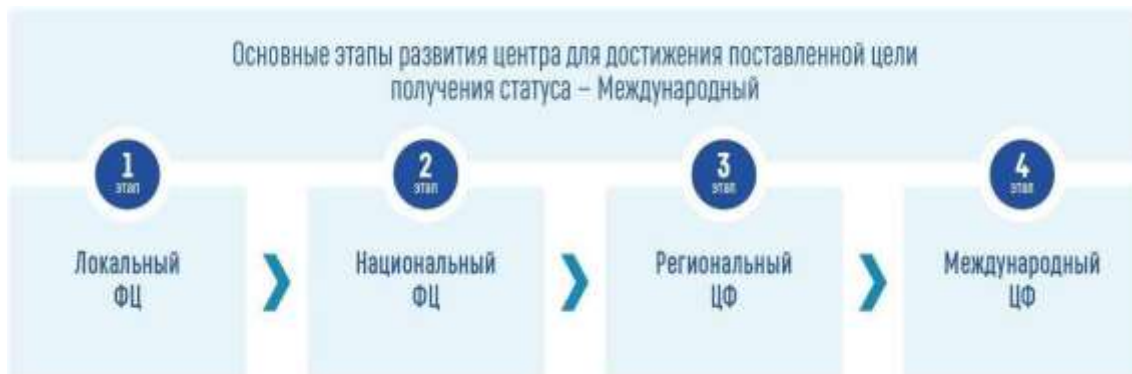 Основные этапы развития центра для достижения поставленной цели
получения статуса – Международный
1
этап
2
этап
3
этап
4
этап
Локальный
ФЦ
Национальный
ФЦ
Региональный
ЦФ
Международный
ЦФ